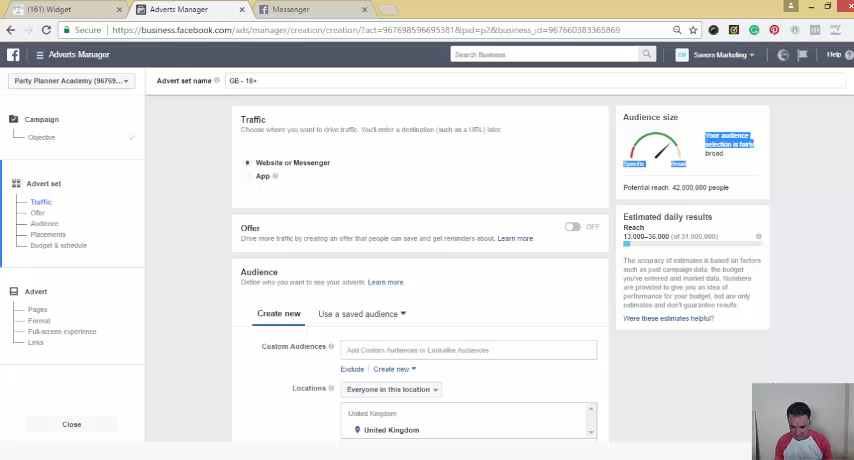 (161) Widget
Adverts Manager
Messenger
Secure
https://business.facebook.com/ads/manager/creation/creation/?act=967698596695381&pid=p2&business_id=967660383365869
Adverts Manager
Search Business
Savers Marketing
Help
Party Planner Academy (96769...
Advert set name
GB - 18+
Campaign
Objective
Advert set
Traffic
Offer
Audience
Placements
Budget & schedule
Advert
Pages
Format
Full-screen experience
Links
Close
Traffic
Choose where you want to drive traffic. You'll enter a destination (such as a URL) later.
Website or Messenger
App
Offer
OFF
Drive more traffic by creating an offer that people can save and get reminders about. Learn more.
Audience
Define who you want to see your adverts. Learn more.
Create new
Use a saved audience
Custom Audiences
Add Custom Audiences or Lookalike Audiences
Exclude
Create new
Locations
Everyone in this location
United Kingdom
United Kingdom
Audience size
Your audience
selection is fairly
broad.
Specific
Broad
Potential reach: 42,000,000 people
Estimated daily results
Reach
13,000–36,000 (of 31,000,000)
The accuracy of estimates is based on factors
such as past campaign data, the budget
you've entered and market data. Numbers
are provided to give you an idea of
performance for your budget, but are only
estimates and don't guarantee results.
Were these estimates helpful?